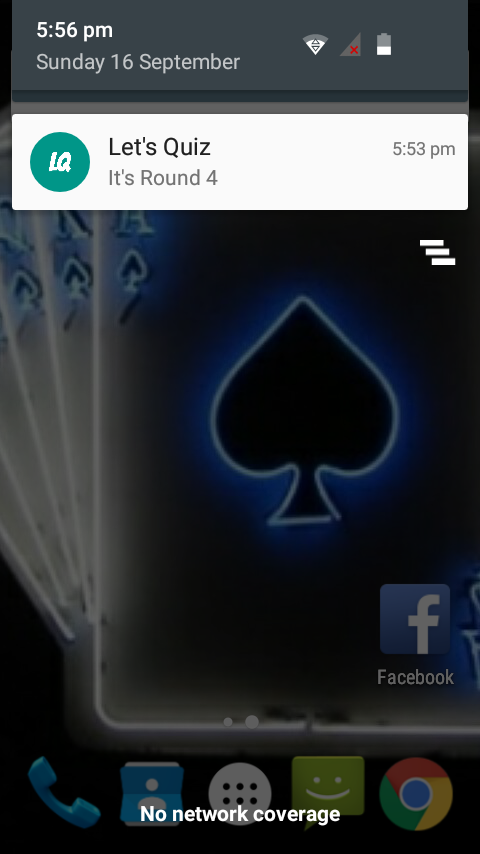 5:56 pm
Sunday 16 September
LQ
Let's Quiz
5:53 pm
It's Round 4
K
A
Facebook
No network coverage